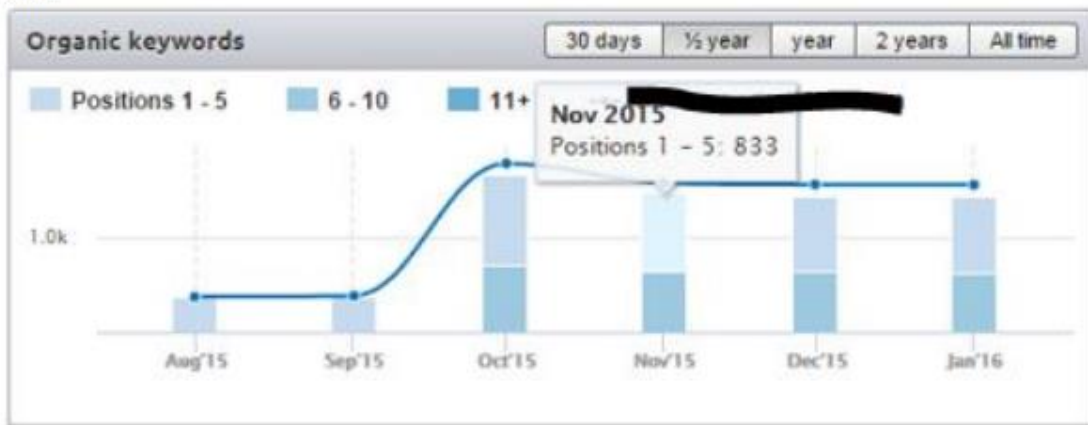 Organic keywords
30 days ½ year year 2 years All time
Positions 1 - 5 6 - 10 11+
Nov 2015
Positions 1 - 5: 833
1.0k
Aug'15 Sep'15 Oct'15 Nov'15 Dec'15 Jan'16